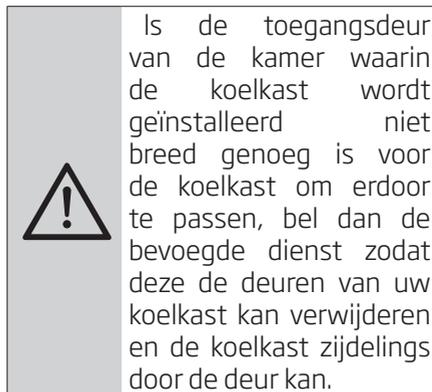 Is de toegangsdeur
van de kamer waarin
de koelkast wordt
geïnstalleerd niet
breed genoeg is voor
de koelkast om erdoor
te passen, bel dan de
bevoegde dienst zodat
deze de deuren van uw
koelkast kan verwijderen
en de koelkast zijdelings
door de deur kan.